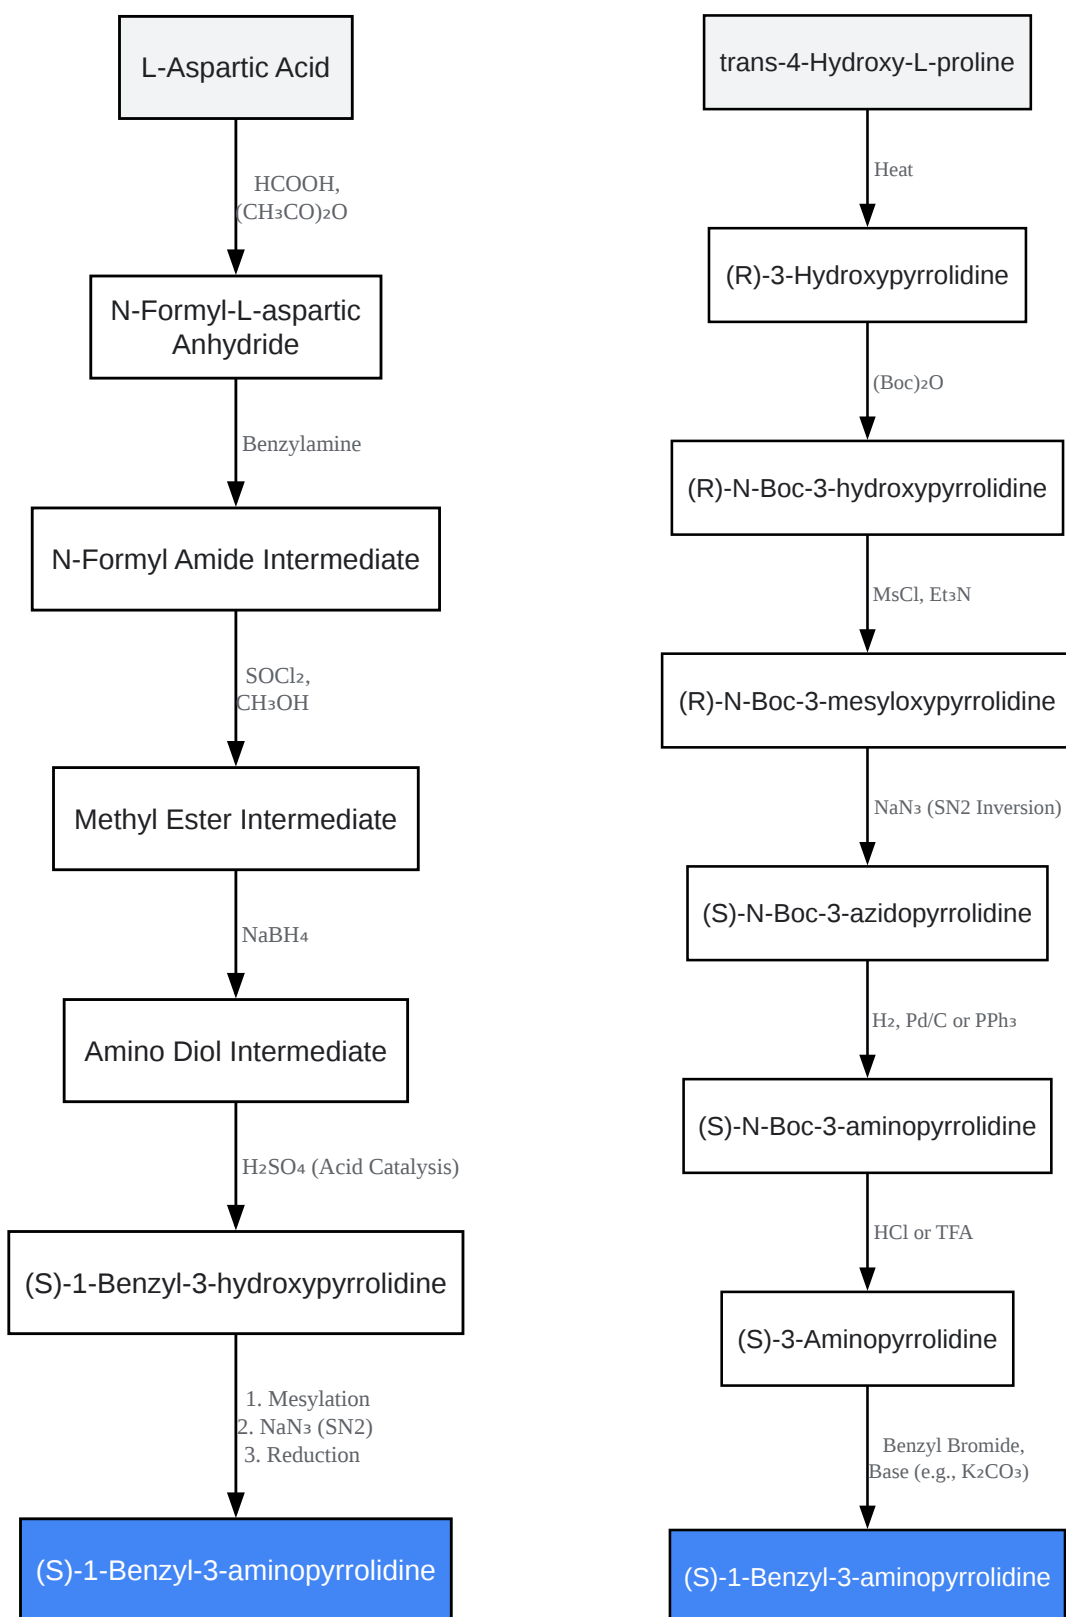 L-Aspartic Acid
HCOOH,
(CH₃CO)₂O
N-Formyl-L-aspartic
Anhydride
Benzylamine
N-Formyl Amide Intermediate
SOCl₂,
CH₃OH
Methyl Ester Intermediate
NaBH₄
Amino Diol Intermediate
H₂SO₄ (Acid Catalysis)
(S)-1-Benzyl-3-hydroxypyrrolidine
1. Mesylation
2. NaN₃ (SN2)
3. Reduction
(S)-1-Benzyl-3-aminopyrrolidine
trans-4-Hydroxy-L-proline
Heat
(R)-3-Hydroxypyrrolidine
(Boc)₂O
(R)-N-Boc-3-hydroxypyrrolidine
MsCl, Et₃N
(R)-N-Boc-3-mesyloxypyrrolidine
NaN₃ (SN2 Inversion)
(S)-N-Boc-3-azidopyrrolidine
H₂, Pd/C or PPh₃
(S)-N-Boc-3-aminopyrrolidine
HCl or TFA
(S)-3-Aminopyrrolidine
Benzyl Bromide,
Base (e.g., K₂CO₃)
(S)-1-Benzyl-3-aminopyrrolidine